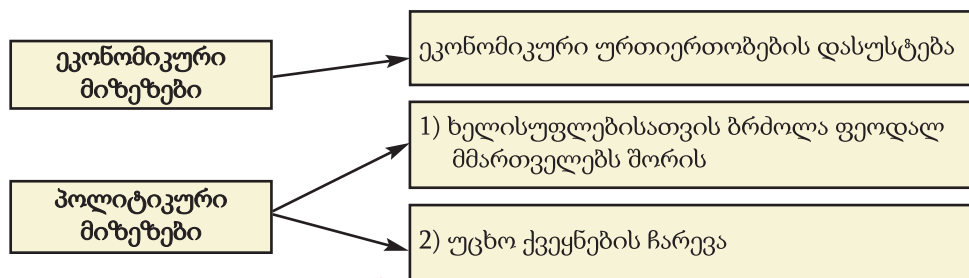 ეკონომიკური
მიზეზები
ეკონომიკური ურთიერთობების დასუსტება
პოლიტიკური
მიზეზები
1) ხელისუფლებისათვის ბრძოლა ფეოდალ
მმართველებს შორის
2) უცხო ქვეყნების ჩარევა